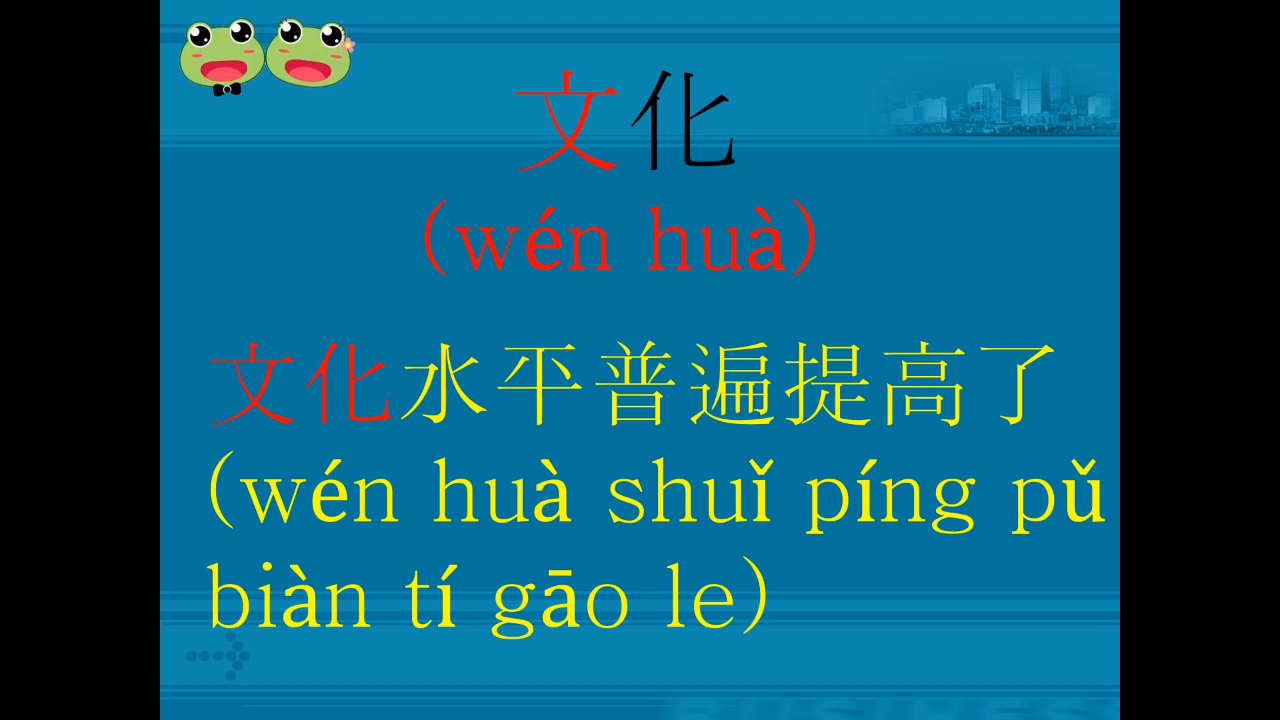 文化
(wén huà)
文化水平普遍提高了
(wén huà shuǐ píng pǔ
biàn tí gāo le)